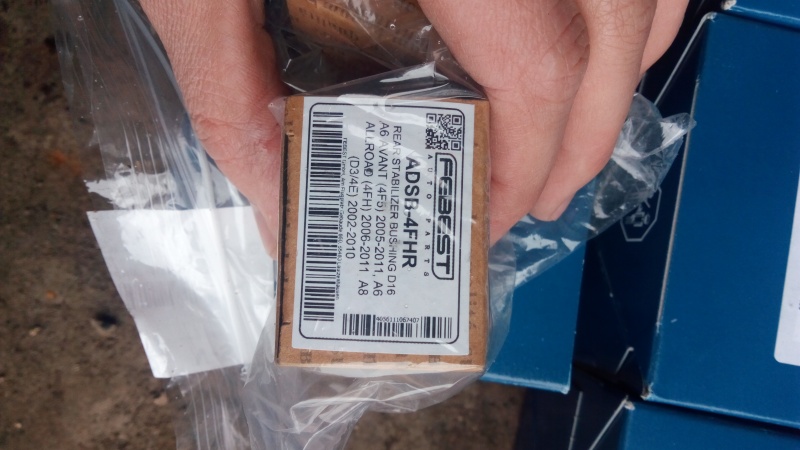 FEBEST
AUTO PARTS
ADSB-4FHR
REAR STABILIZER BUSHING D16
A6 AVANT (4F5) 2005-2011, A6
ALLROAD (4FH) 2006-2011, A8
(D3/4E) 2002-2010
4056111067407